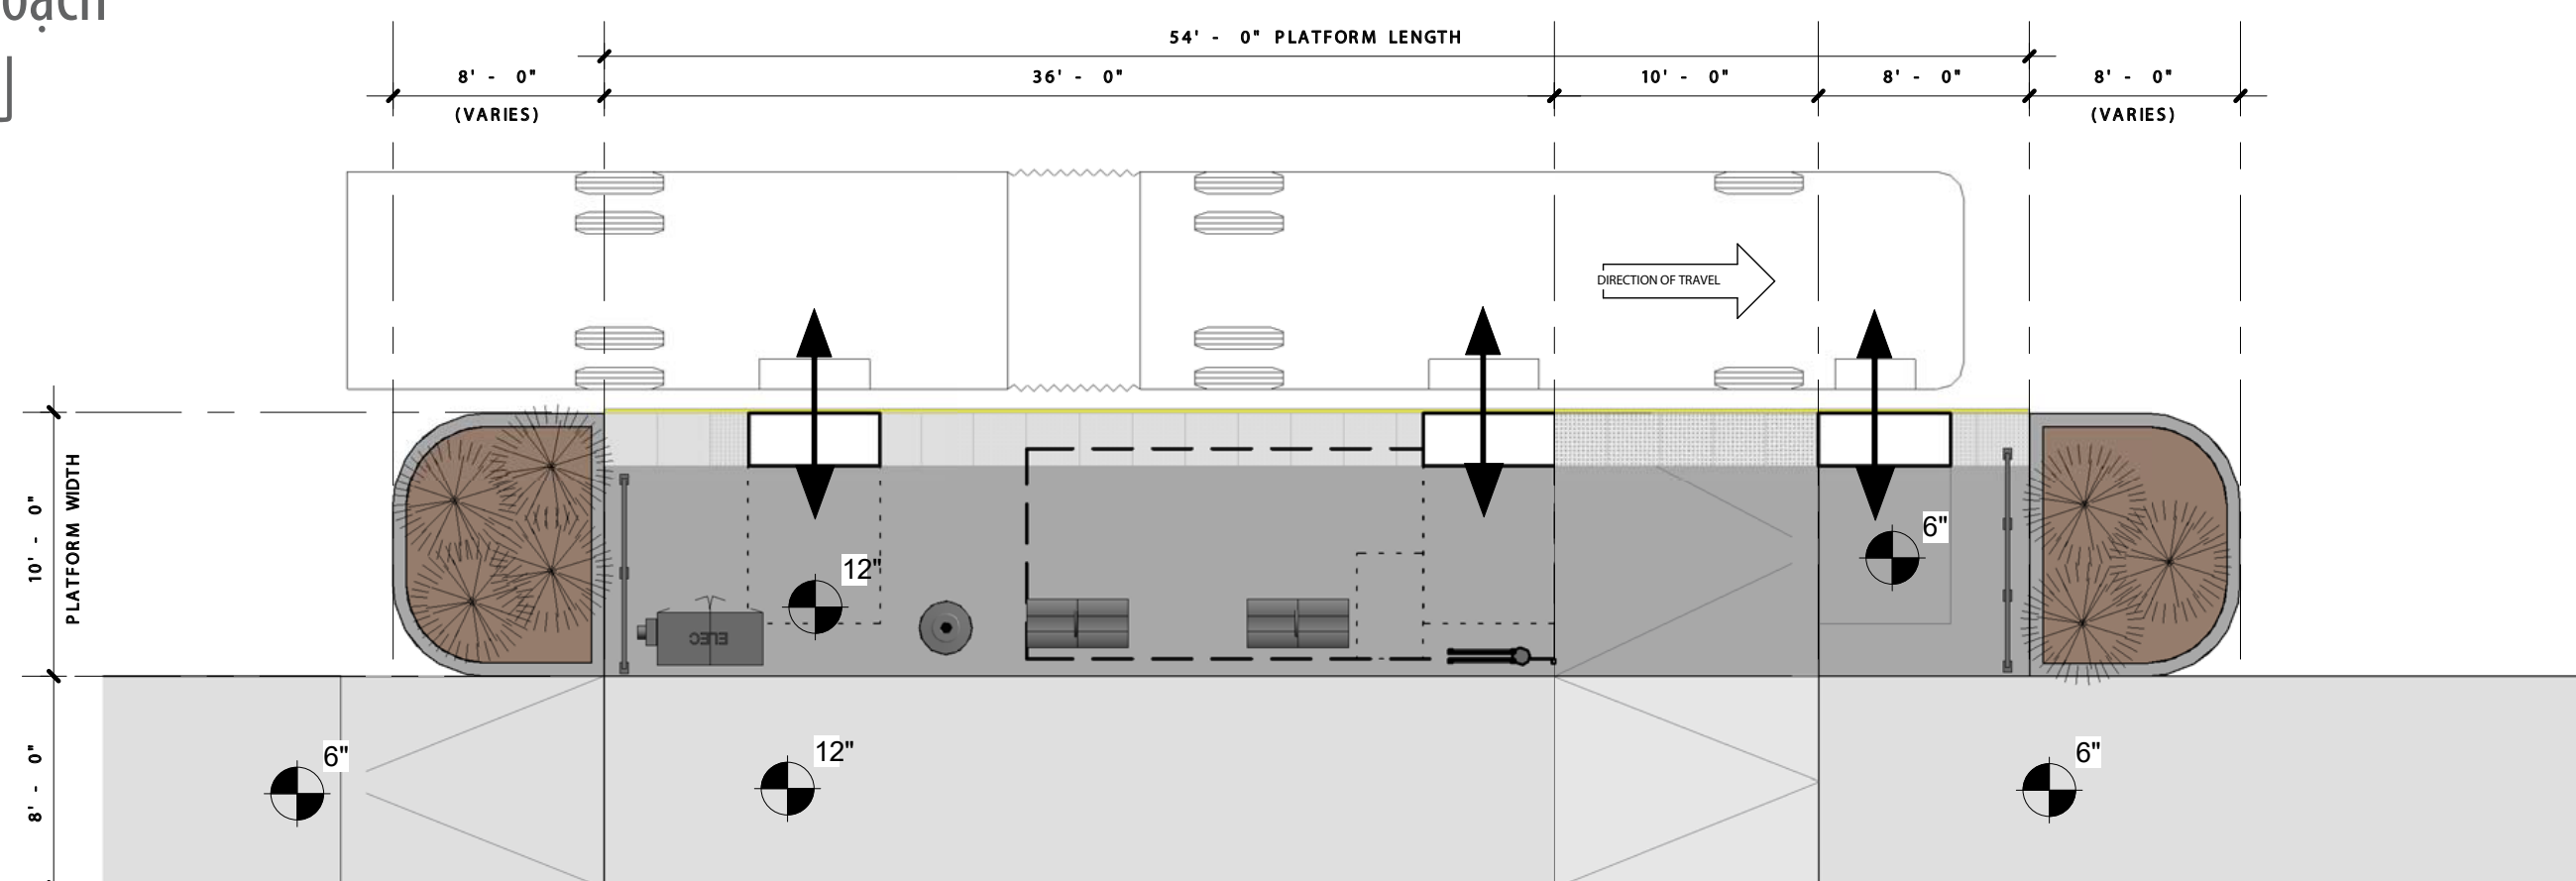 54' - 0" PLATFORM LENGTH
8' - 0" 36' - 0" 10' - 0" 8' - 0" 8' - 0"
(VARIES) (VARIES)
DIRECTION OF TRAVEL
10' - 0"
PLATFORM WIDTH
6"
12"
ELEC
8' - 0"
6"
12"
6"